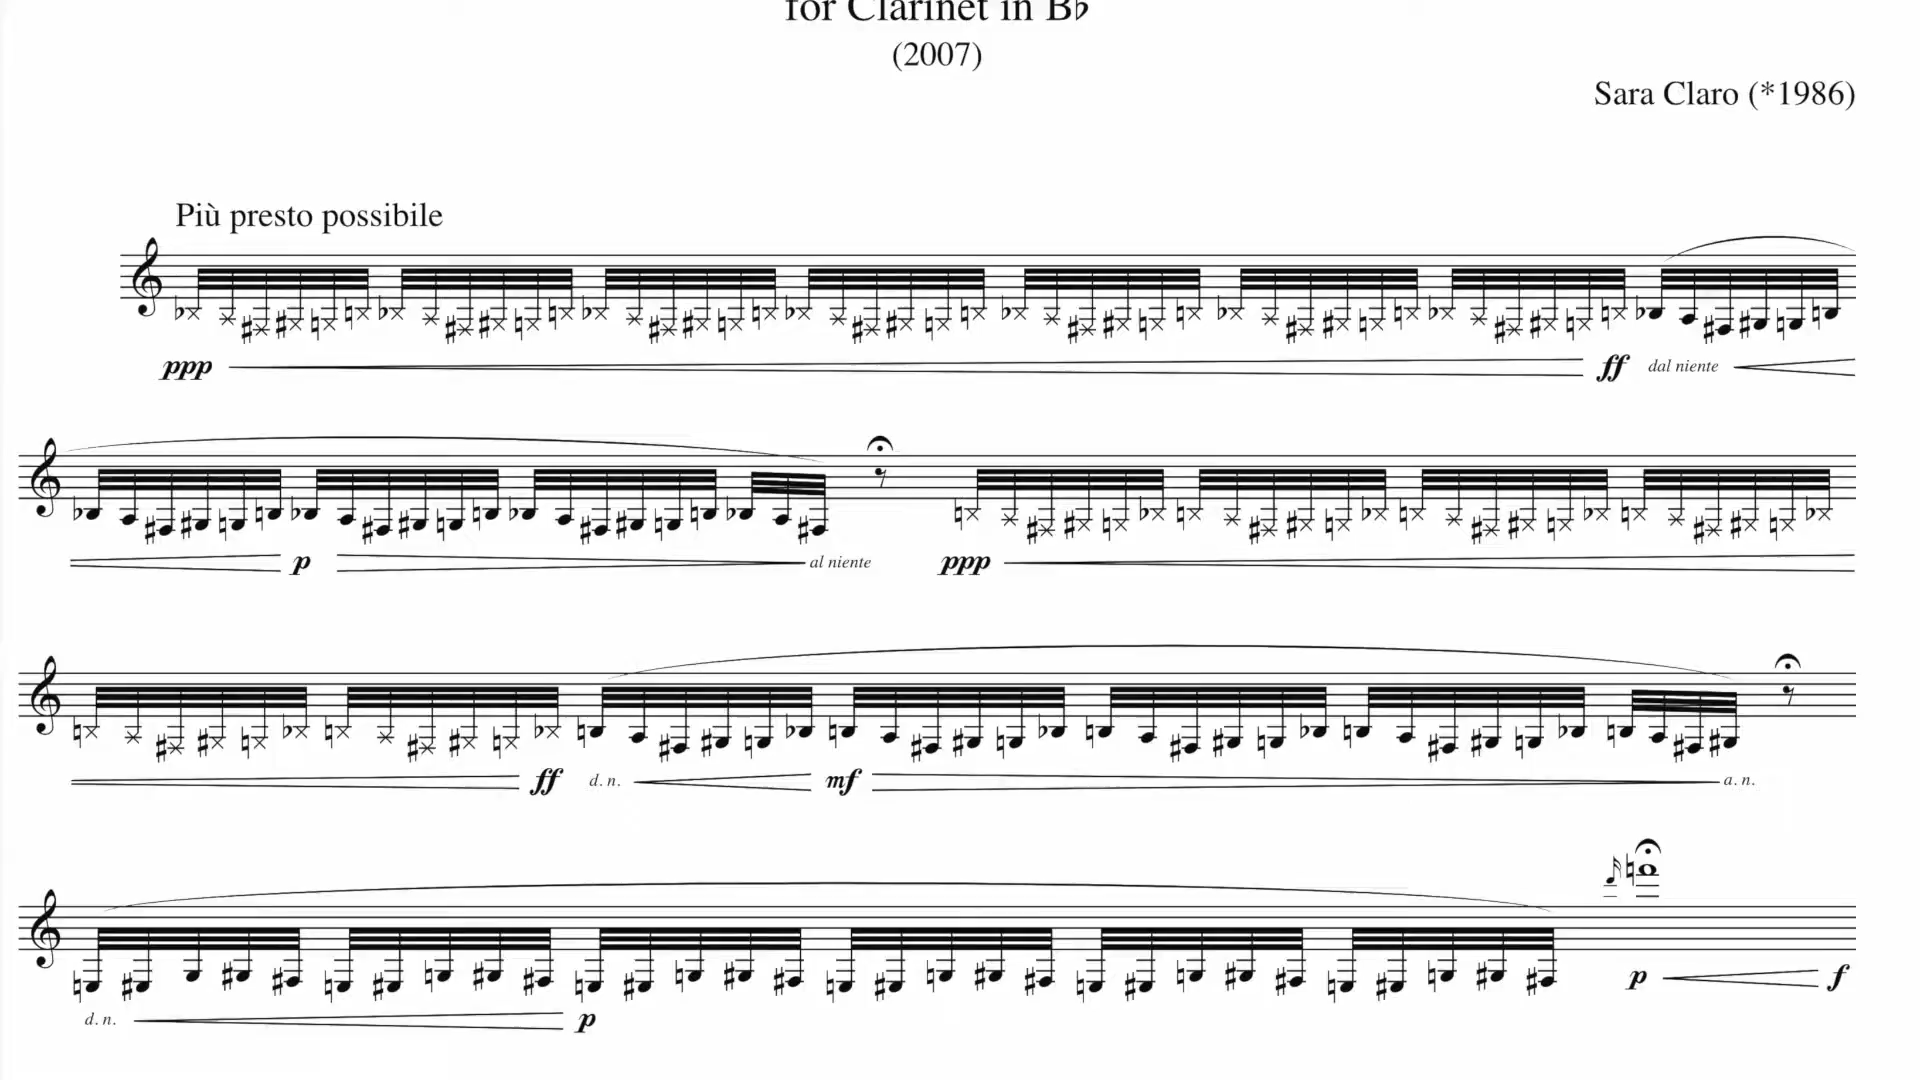 for Clarinet in B♭
(2007)
Sara Claro (*1986)
Più presto possibile
ppp ff dal niente
p al niente ppp
ff d. n. mf a. n.
p f
d. n. p